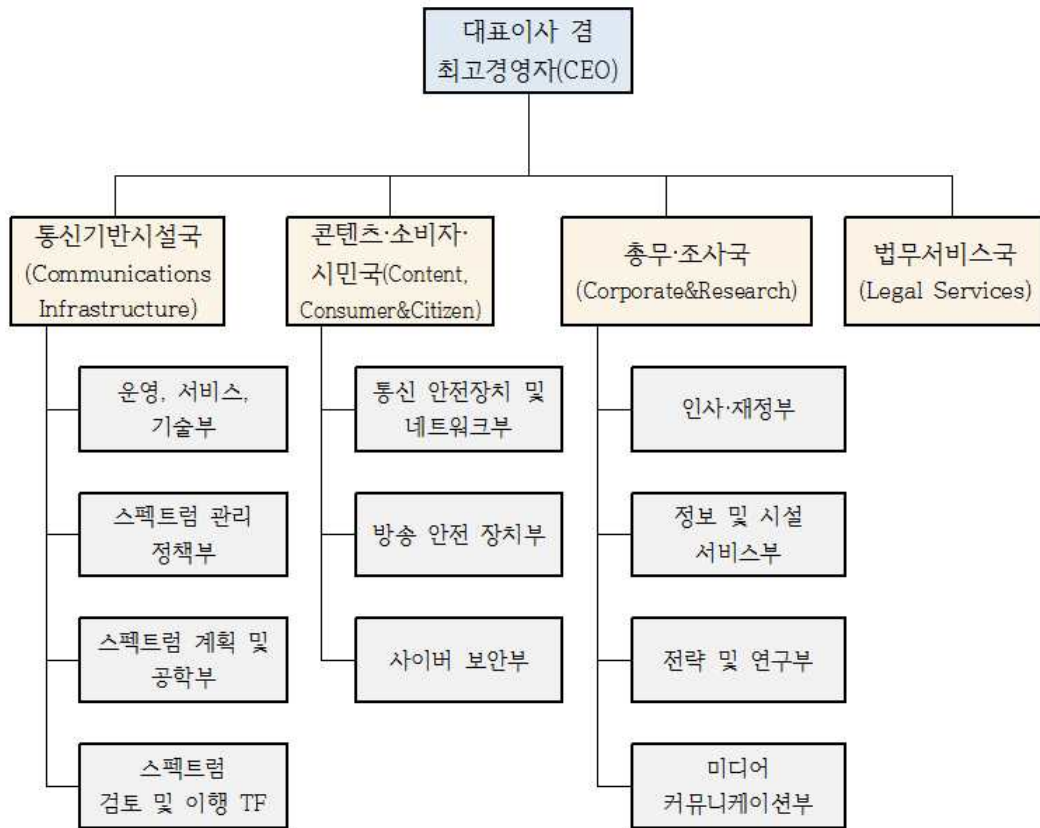 대표이사 겸
최고경영자(CEO)
통신기반시설국
(Communications
Infrastructure)
콘텐츠·소비자·
시민국(Content,
Consumer&Citizen)
총무·조사국
(Corporate&Research)
법무서비스국
(Legal Services)
운영, 서비스,
기술부
스펙트럼 관리
정책부
스펙트럼 계획 및
공학부
스펙트럼
검토 및 이행 TF
통신 안전장치 및
네트워크부
방송 안전 장치부
사이버 보안부
인사·재정부
정보 및 시설
서비스부
전략 및 연구부
미디어
커뮤니케이션부